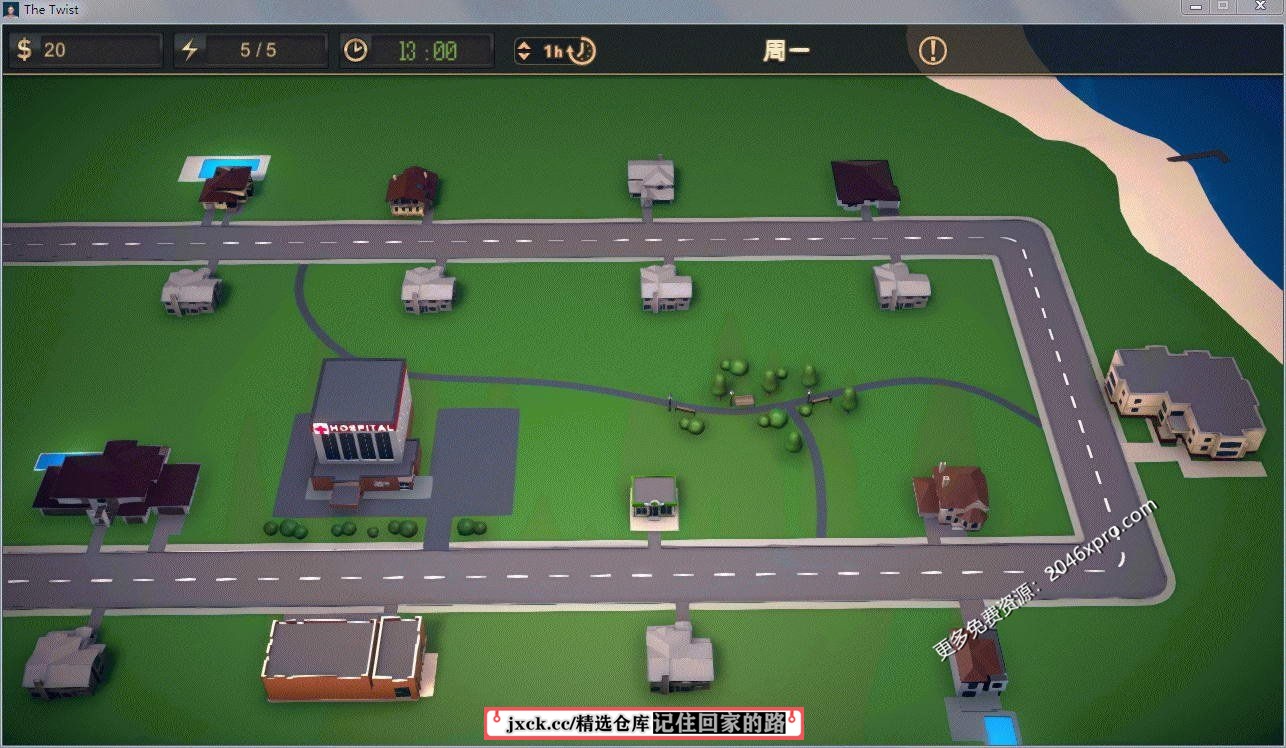 The Twist
$ 20
5 / 5
13:00
1h
周一
HOSPITAL
更多免费资源：2046xpro.com
jxck.cc/精选仓库记住回家的路